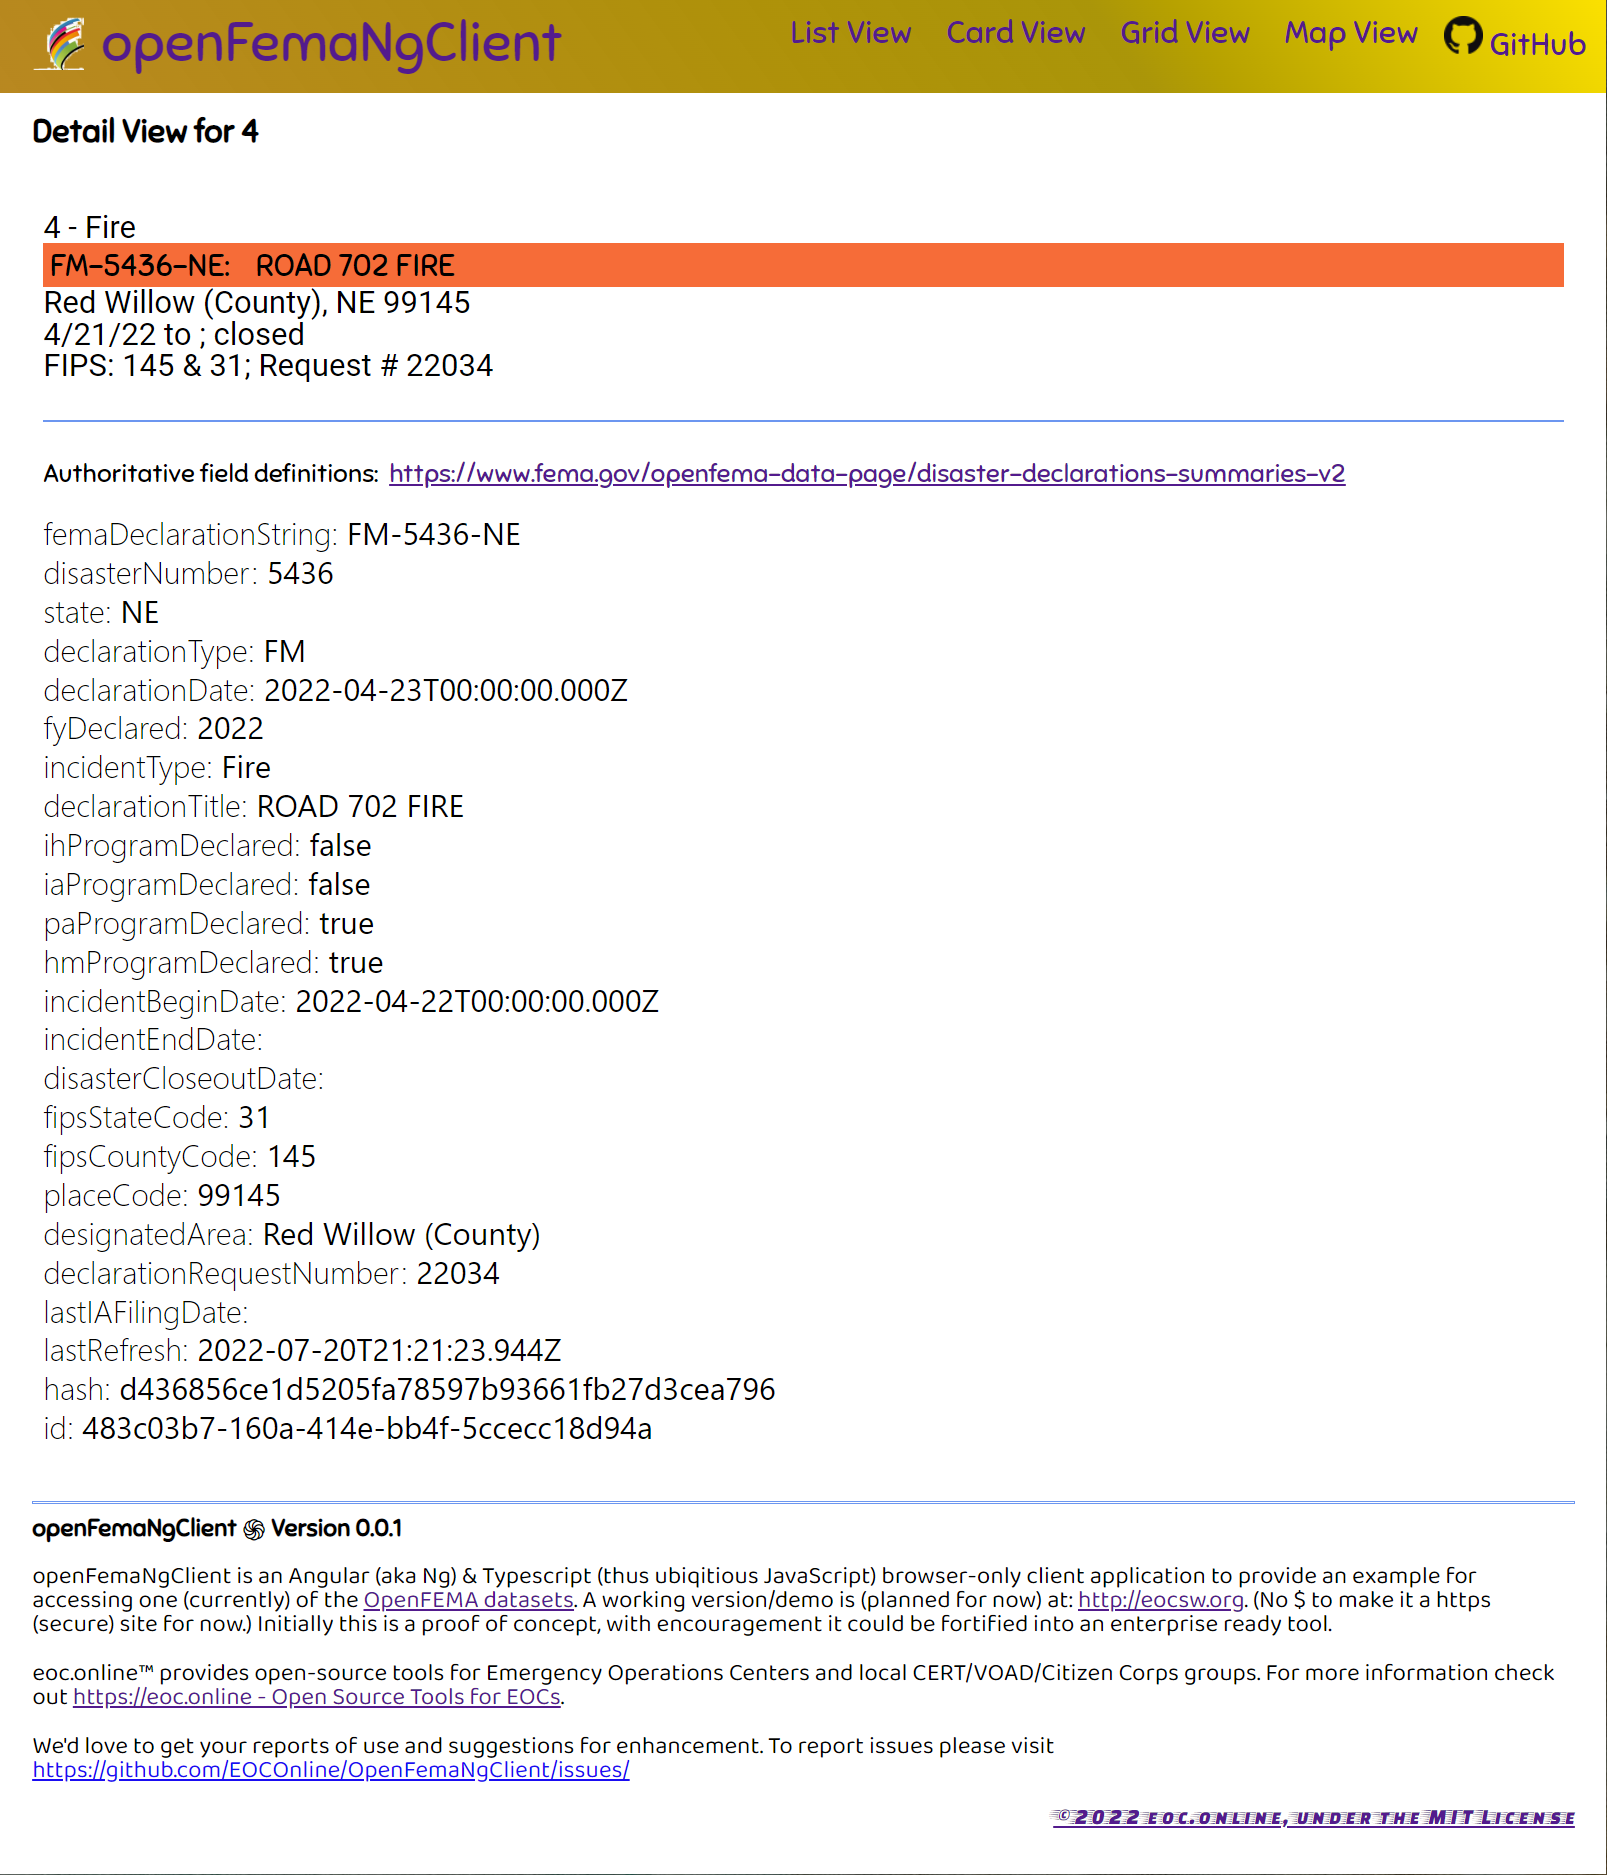 openFemaNgClient List View Card View Grid View Map View GitHub
Detail View for 4
4 - Fire
FM-5436-NE: ROAD 702 FIRE
Red Willow (County), NE 99145
4/21/22 to ; closed
FIPS: 145 & 31; Request # 22034
Authoritative field definitions: https://www.fema.gov/openfema-data-page/disaster-declarations-summaries-v2
femaDeclarationString: FM-5436-NE
disasterNumber: 5436
state: NE
declarationType: FM
declarationDate: 2022-04-23T00:00:00.000Z
fyDeclared: 2022
incidentType: Fire
declarationTitle: ROAD 702 FIRE
ihProgramDeclared: false
iaProgramDeclared: false
paProgramDeclared: true
hmProgramDeclared: true
incidentBeginDate: 2022-04-22T00:00:00.000Z
incidentEndDate:
disasterCloseoutDate:
fipsStateCode: 31
fipsCountyCode: 145
placeCode: 99145
designatedArea: Red Willow (County)
declarationRequestNumber: 22034
lastIAFilingDate:
lastRefresh: 2022-07-20T21:21:23.944Z
hash: d436856ce1d5205fa78597b93661fb27d3cea796
id: 483c03b7-160a-414e-bb4f-5ccecc18d94a
openFemaNgClient Version 0.0.1
openFemaNgClient is an Angular (aka Ng) & Typescript (thus ubiqitious JavaScript) browser-only client application to provide an example for
accessing one (currently) of the OpenFEMA datasets. A working version/demo is (planned for now) at: http://eocsw.org. (No $ to make it a https
(secure) site for now.) Initially this is a proof of concept, with encouragement it could be fortified into an enterprise ready tool.
eoc.online™ provides open-source tools for Emergency Operations Centers and local CERT/VOAD/Citizen Corps groups. For more information check
out https://eoc.online - Open Source Tools for EOCs.
We'd love to get your reports of use and suggestions for enhancement. To report issues please visit
https://github.com/EOCOnline/OpenFemaNgClient/issues/
©2022 eoc.online, under the MIT License